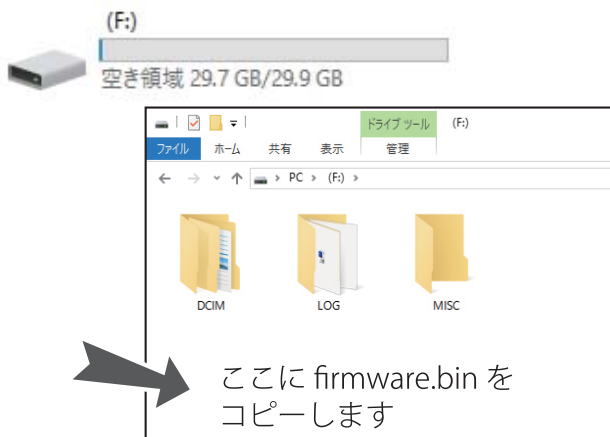 (F:)
空き領域 29.7 GB/29.9 GB
ドライブ ツール (F:)
ファイル ホーム 共有 表示 管理
PC (F:)
DCIM LOG MISC
ここに firmware.bin を
コピーします